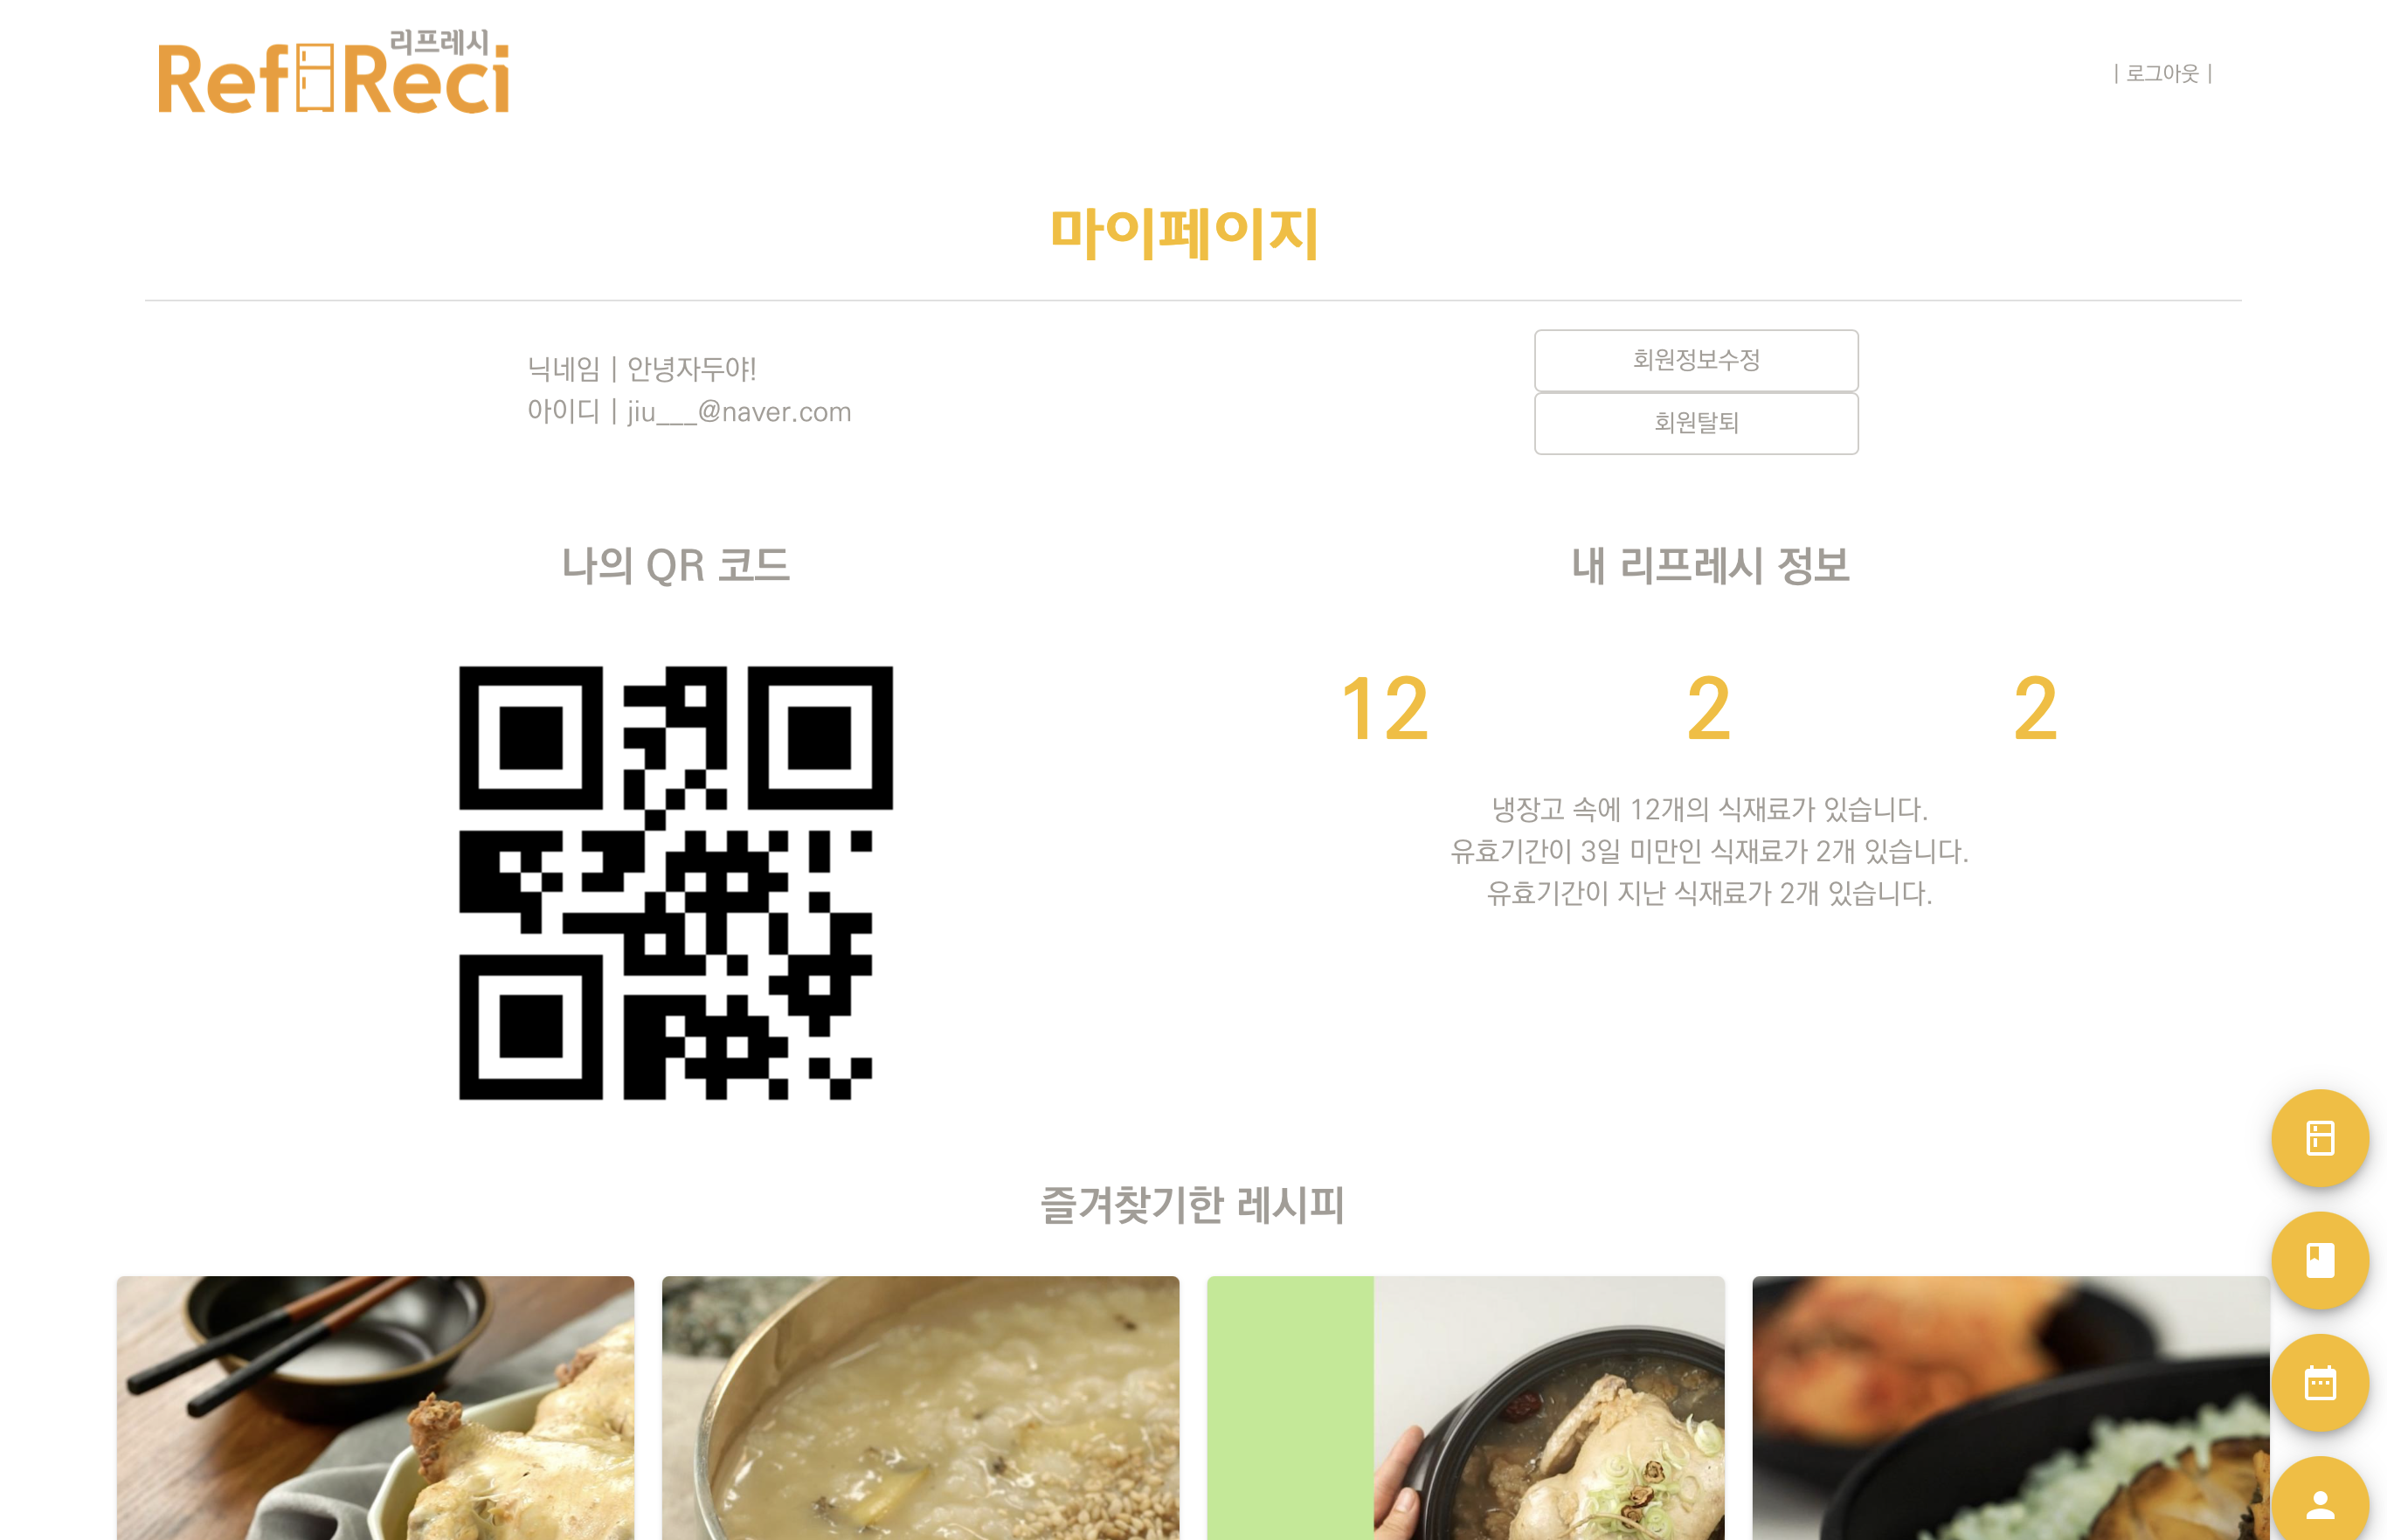 리프레시
Ref Reci
| 로그아웃 |
마이페이지
닉네임 | 안녕자두야!
아이디 | jiu___@naver.com
회원정보수정
회원탈퇴
나의 QR 코드
내 리프레시 정보
12 2 2
냉장고 속에 12개의 식재료가 있습니다.
유효기간이 3일 미만인 식재료가 2개 있습니다.
유효기간이 지난 식재료가 2개 있습니다.
즐겨찾기한 레시피